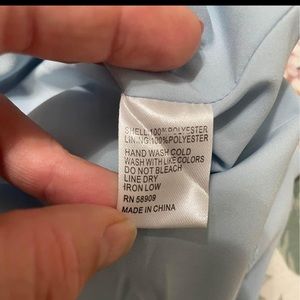 SHELL:100%POLYESTER
LINING:100%POLYESTER
HAND WASH COLD
WASH WITH LIKE COLORS
DO NOT BLEACH
LINE DRY
IRON LOW
RN 58909
MADE IN CHINA